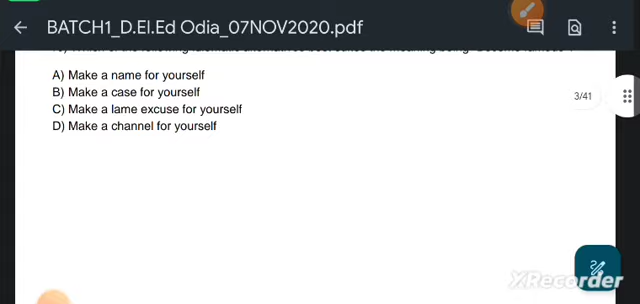 BATCH1_D.El.Ed Odia_07NOV2020.pdf
A) Make a name for yourself
B) Make a case for yourself
C) Make a lame excuse for yourself
D) Make a channel for yourself
3/41
XRecorder